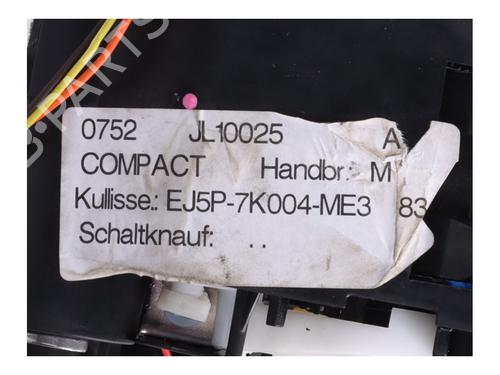 0752 JL10025 A
COMPACT Handbr.: M
Kullisse.: EJ5P-7K004-ME3 83
Schaltknauf: . .